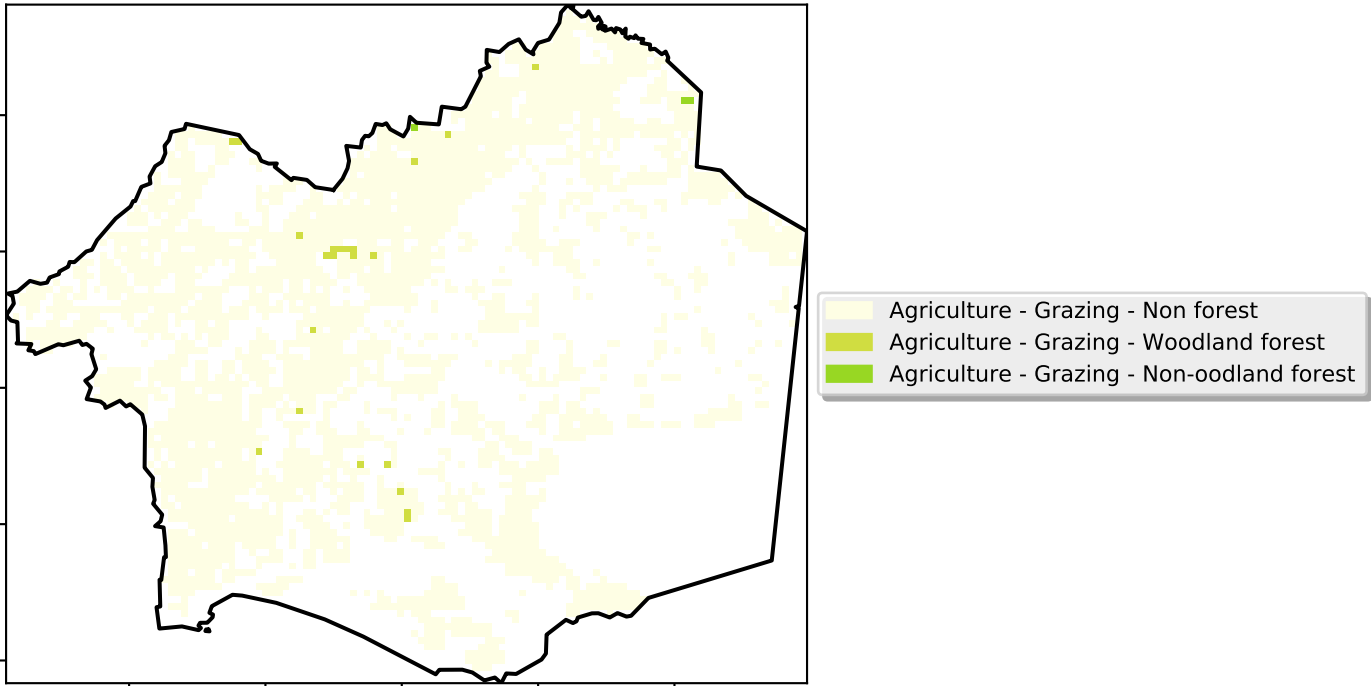 Agriculture - Grazing - Non forest
Agriculture - Grazing - Woodland forest
Agriculture - Grazing - Non-oodland forest